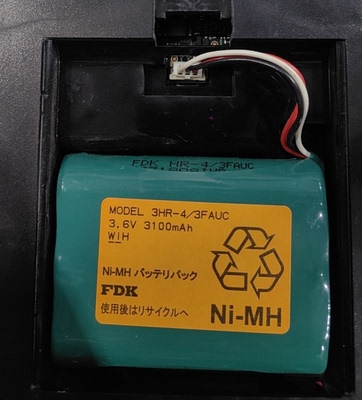 FDK HR-4/3FAUC
MODEL 3HR-4/3FAUC
3.6V 3100mAh
WIH
Ni-MH バッテリパック
FDK
使用後はリサイクルへ
Ni-MH